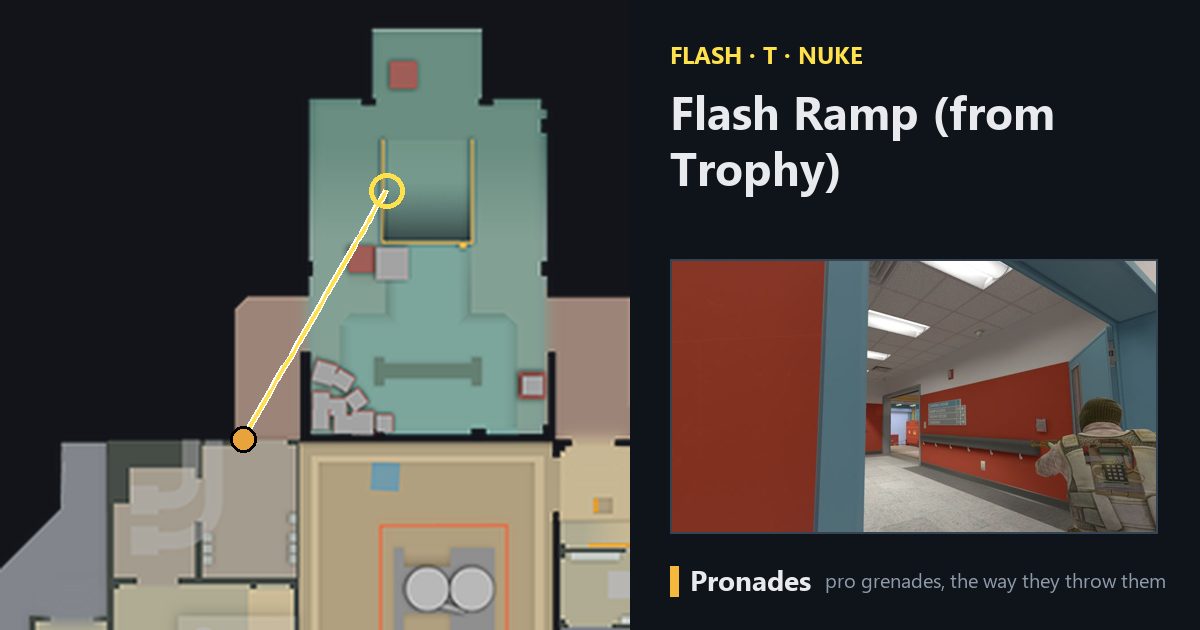 FLASH · T · NUKE
Flash Ramp (from
Trophy)
Pronades pro grenades, the way they throw them